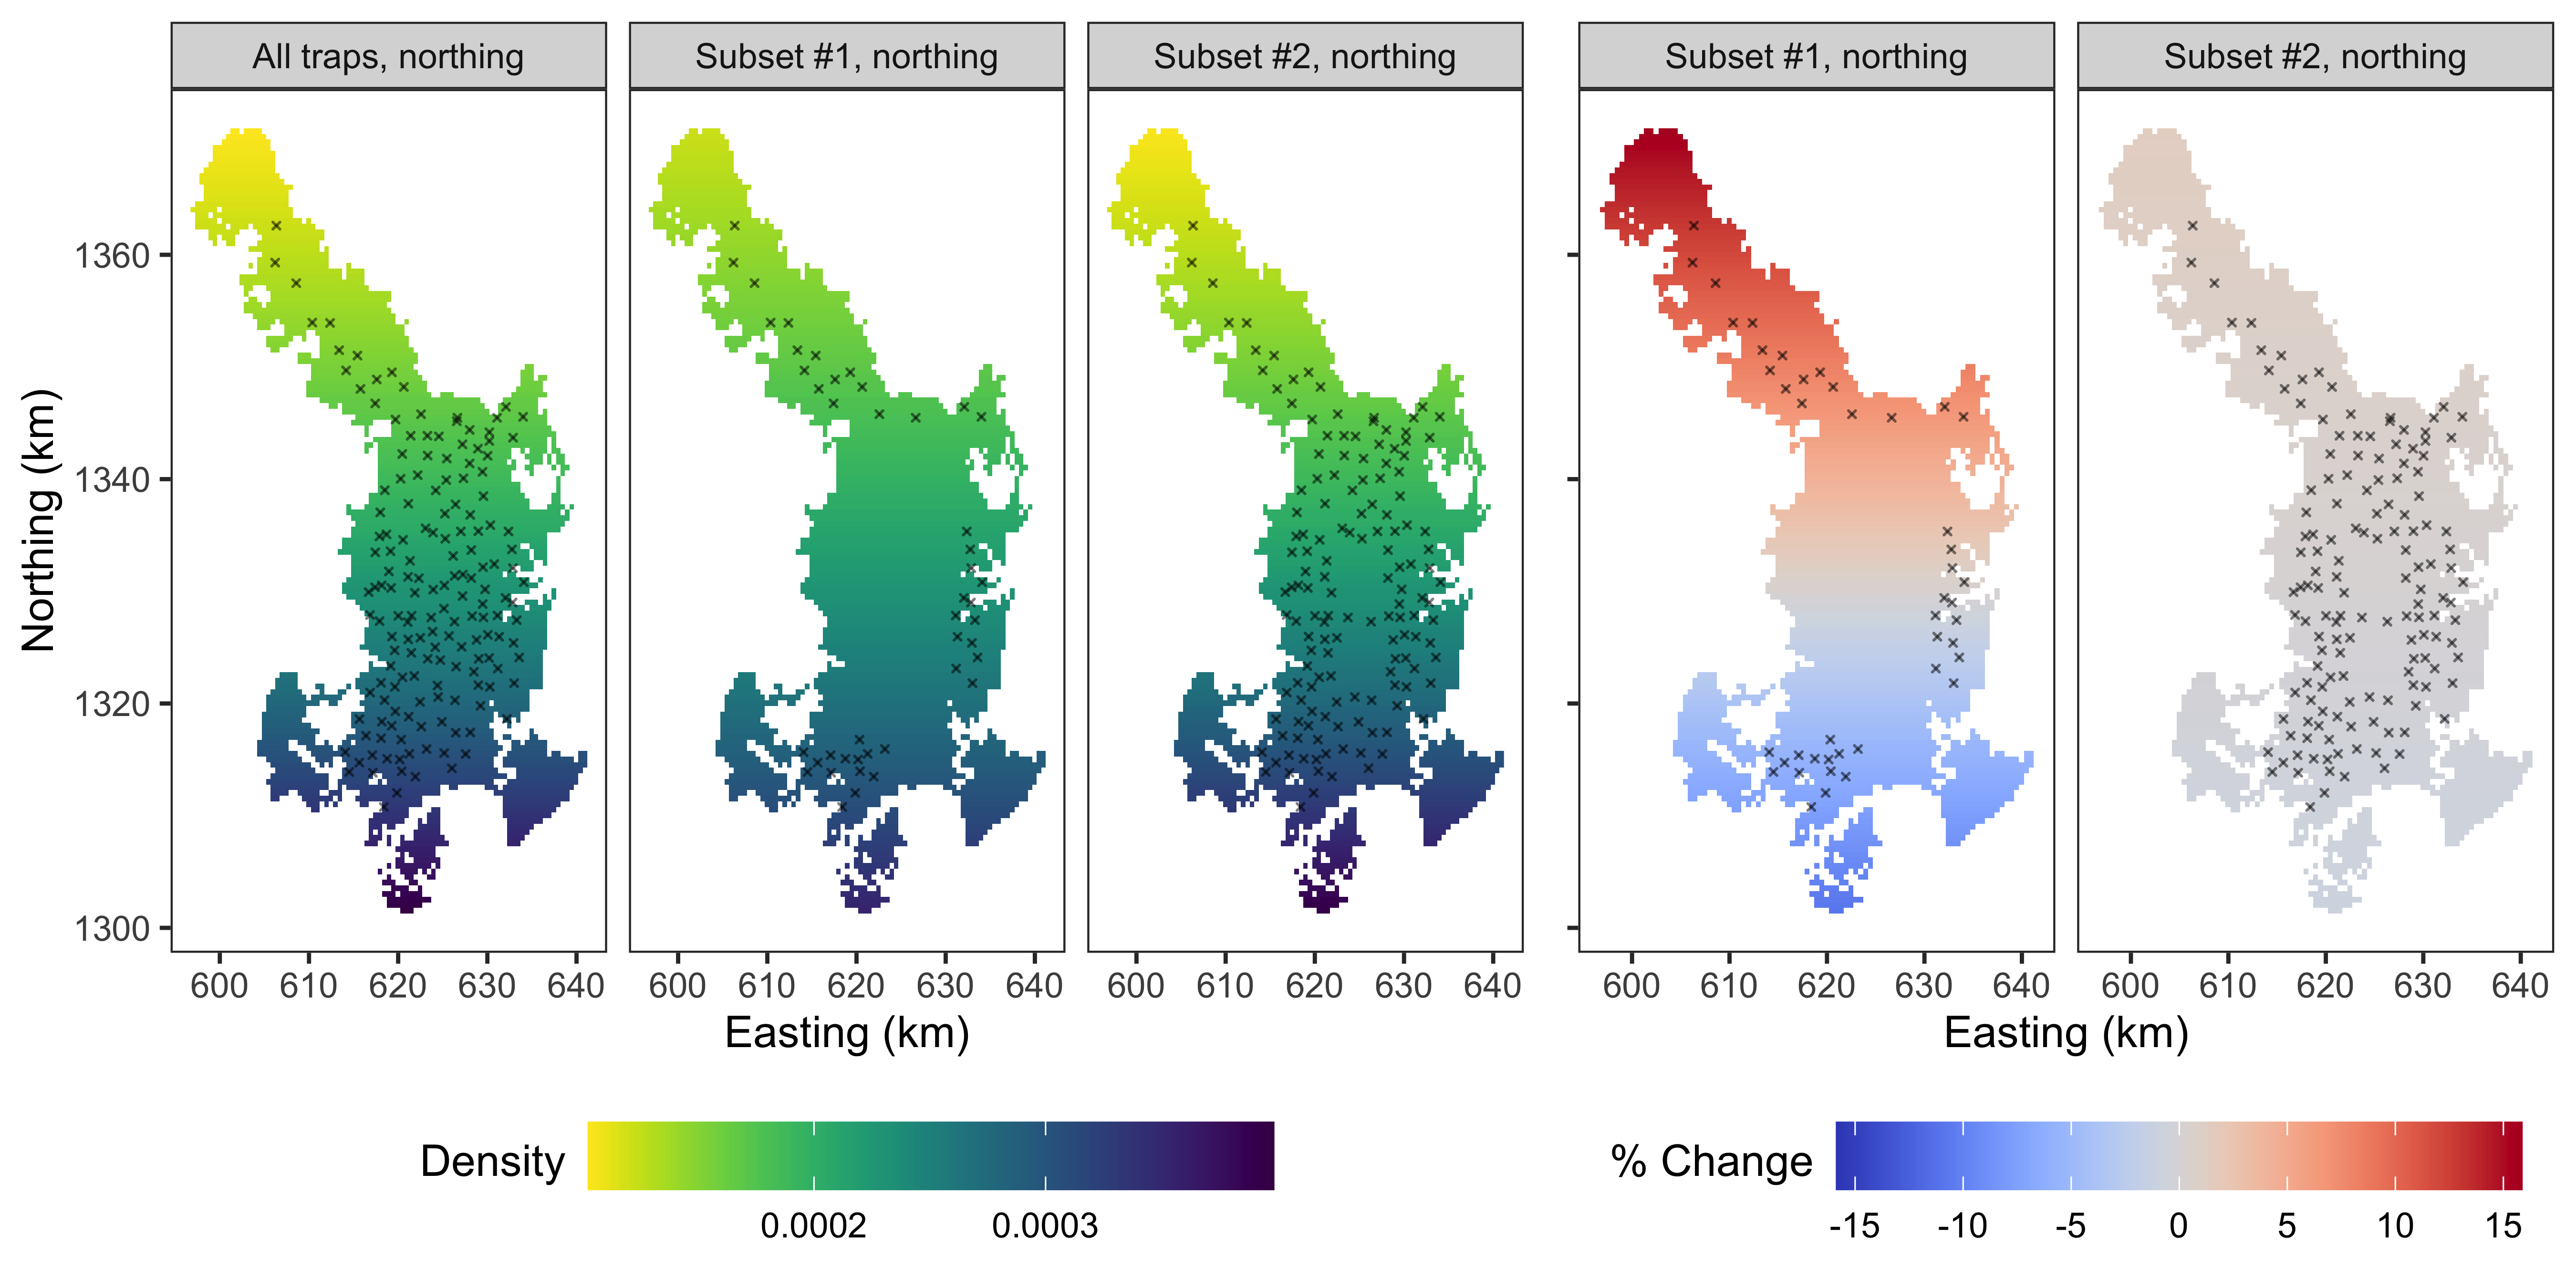 All traps, northing
Subset #1, northing
Subset #2, northing
Subset #1, northing
Subset #2, northing
Northing (km)
1360
1340
1320
1300
600 610 620 630 640
600 610 620 630 640
600 610 620 630 640
600 610 620 630 640
600 610 620 630 640
Easting (km)
Easting (km)
Density
0.0002 0.0003
% Change
-15 -10 -5 0 5 10 15